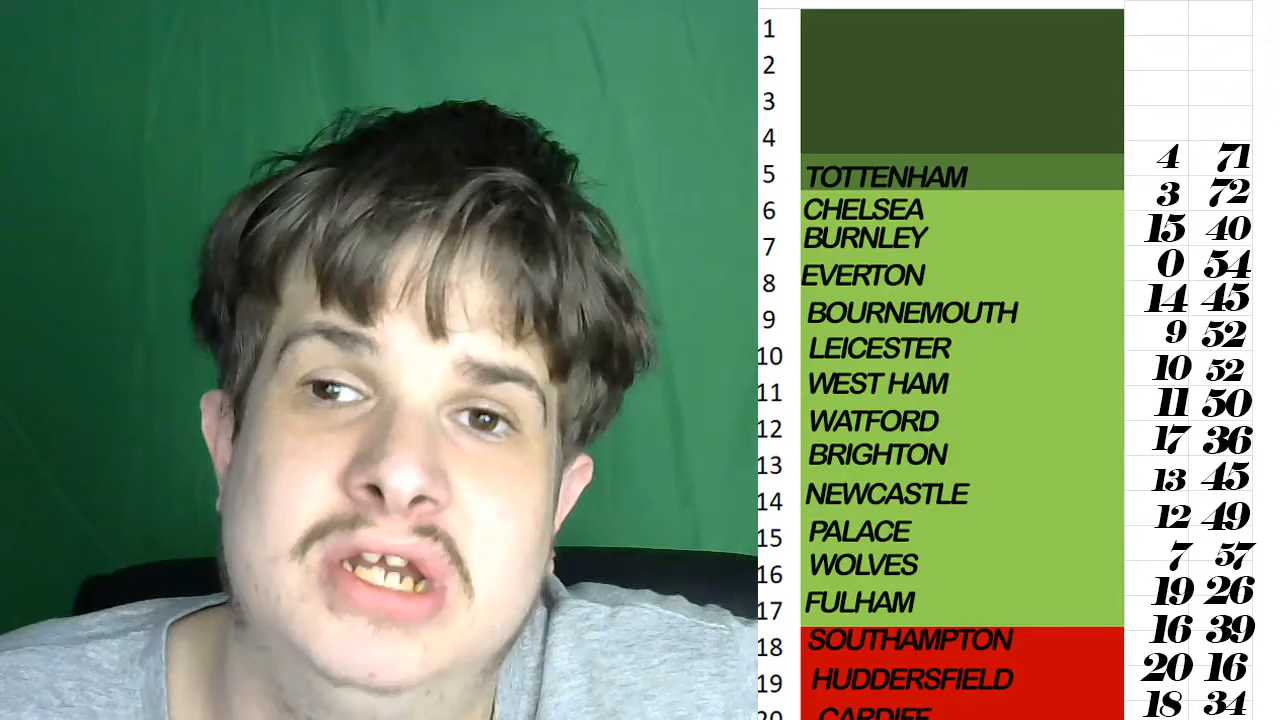 1
2
3
4
5 TOTTENHAM 4 71
6 CHELSEA 3 72
7 BURNLEY 15 40
8 EVERTON 0 54
9 BOURNEMOUTH 14 45
10 LEICESTER 9 52
11 WEST HAM 10 52
12 WATFORD 11 50
13 BRIGHTON 17 36
14 NEWCASTLE 13 45
15 PALACE 12 49
16 WOLVES 7 57
17 FULHAM 19 26
18 SOUTHAMPTON 16 39
19 HUDDERSFIELD 20 16
20 CARDIFF 18 34